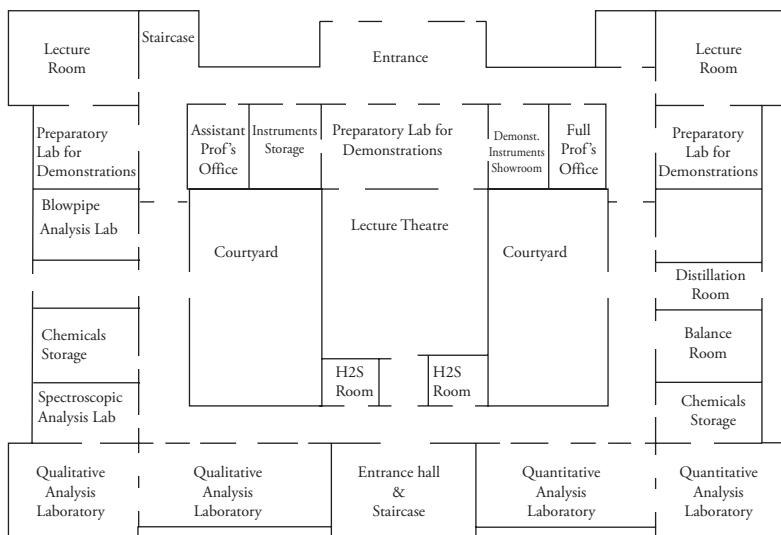 Lecture
Room
Staircase
Entrance
Lecture
Room
Preparatory
Lab for
Demonstrations
Assistant
Prof's
Office
Instruments
Storage
Preparatory Lab for
Demonstrations
Demonst.
Instruments
Showroom
Full
Prof's
Office
Preparatory
Lab for
Demonstrations
Blowpipe
Analysis Lab
Courtyard
Lecture Theatre
Courtyard
Distillation
Room
Chemicals
Storage
Balance
Room
H2S
Room
H2S
Room
Spectroscopic
Analysis Lab
Chemicals
Storage
Qualitative
Analysis
Laboratory
Qualitative
Analysis
Laboratory
Entrance hall
&
Staircase
Quantitative
Analysis
Laboratory
Quantitative
Analysis
Laboratory